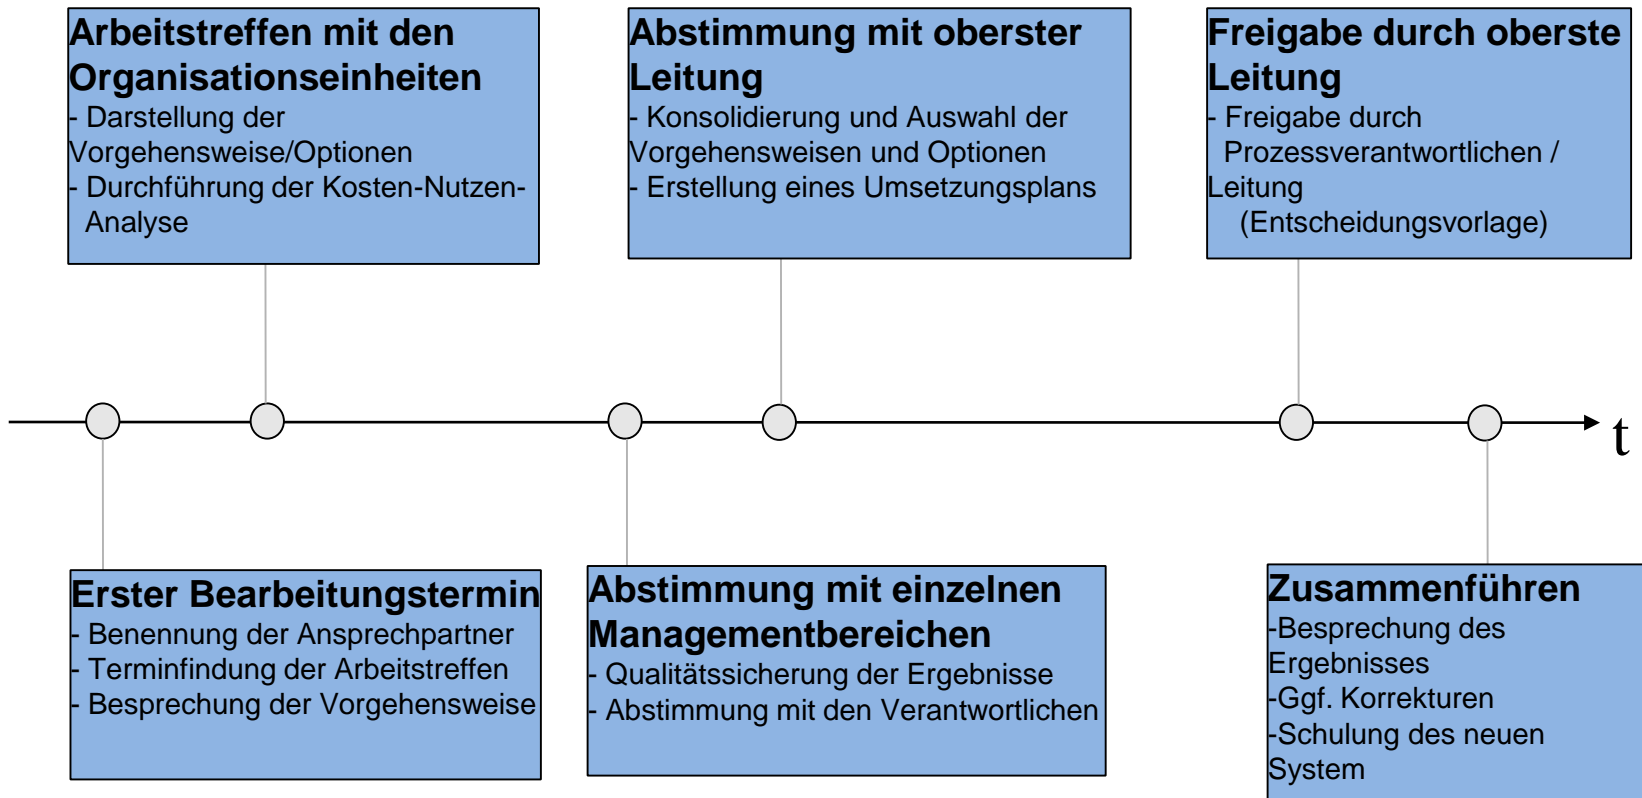 Arbeitstreffen mit den
Organisationseinheiten
- Darstellung der
Vorgehensweise/Optionen
- Durchführung der Kosten-Nutzen-
Analyse
Abstimmung mit oberster
Leitung
- Konsolidierung und Auswahl der
Vorgehensweisen und Optionen
- Erstellung eines Umsetzungsplans
Freigabe durch oberste
Leitung
- Freigabe durch
Prozessverantwortlichen /
Leitung
(Entscheidungsvorlage)
t
Erster Bearbeitungstermin
- Benennung der Ansprechpartner
- Terminfindung der Arbeitstreffen
- Besprechung der Vorgehensweise
Abstimmung mit einzelnen
Managementbereichen
- Qualitätssicherung der Ergebnisse
- Abstimmung mit den Verantwortlichen
Zusammenführen
-Besprechung des
Ergebnisses
-Ggf. Korrekturen
-Schulung des neuen
System